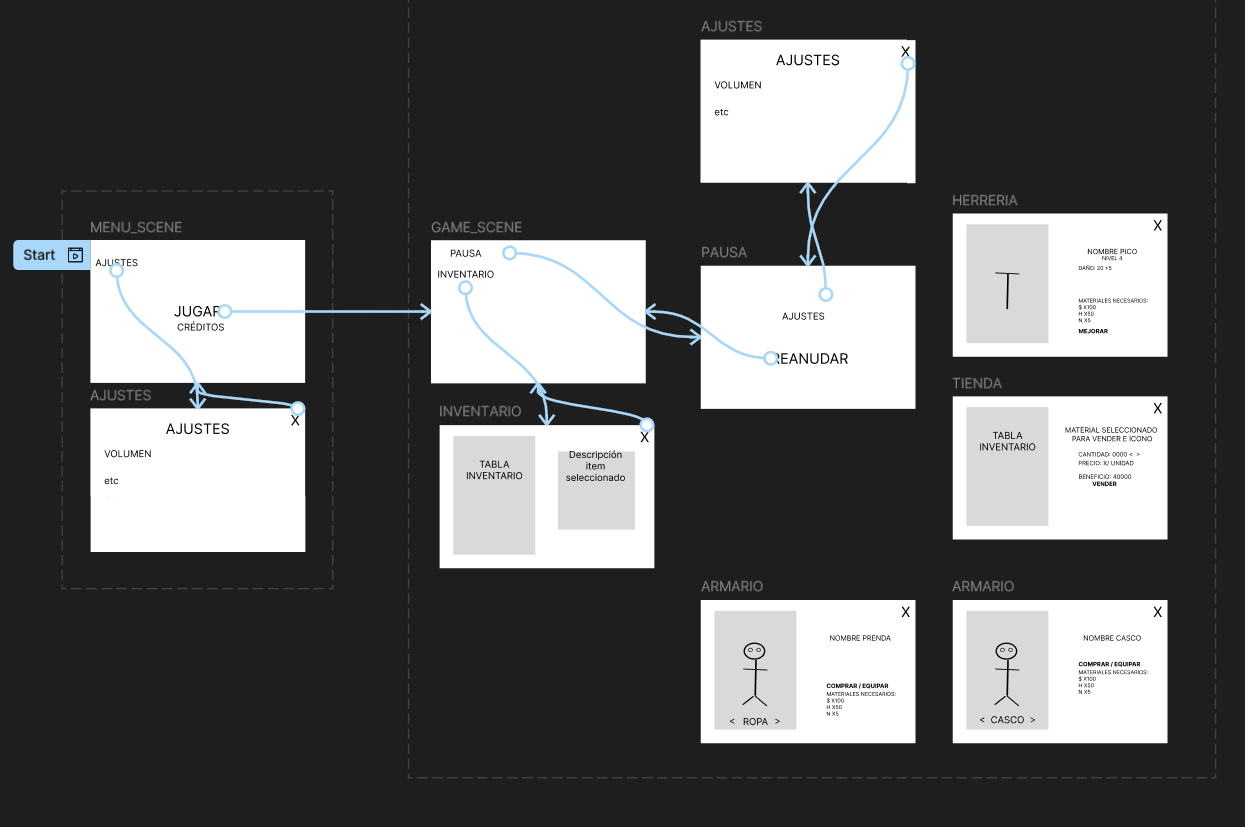 MENU_SCENE
Start
AJUSTES
JUGAR
CRÉDITOS
AJUSTES
AJUSTES
X
VOLUMEN
etc
GAME_SCENE
PAUSA
INVENTARIO
INVENTARIO
X
TABLA
INVENTARIO
Descripción
item
seleccionado
AJUSTES
X
AJUSTES
VOLUMEN
etc
PAUSA
AJUSTES
REANUDAR
HERRERIA
X
NOMBRE PICO
NIVEL 4
DAÑO: 20 +5
MATERIALES NECESARIOS:
$ X100
H X50
N X5
MEJORAR
TIENDA
X
TABLA
INVENTARIO
MATERIAL SELECCIONADO
PARA VENDER E ICONO
CANTIDAD: 0000 < >
PRECIO: X/ UNIDAD
BENEFICIO: 40000
VENDER
ARMARIO
X
NOMBRE PRENDA
COMPRAR / EQUIPAR
MATERIALES NECESARIOS:
$ X100
H X50
N X5
< ROPA >
ARMARIO
X
NOMBRE CASCO
COMPRAR / EQUIPAR
MATERIALES NECESARIOS:
$ X100
H X50
N X5
< CASCO >